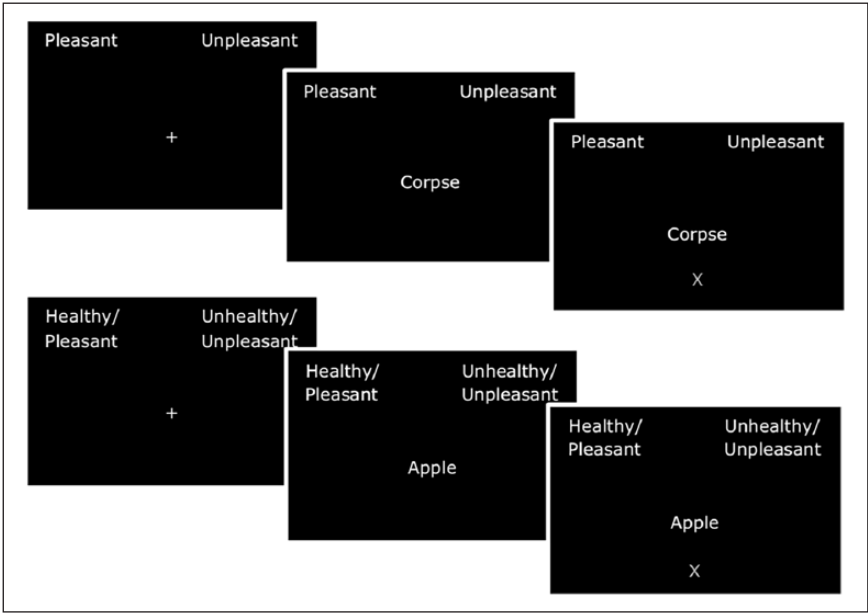 Pleasant Unpleasant
+
Pleasant Unpleasant
Corpse
Pleasant Unpleasant
Corpse
X
Healthy/ Unhealthy/
Pleasant Unpleasant
+
Healthy/ Unhealthy/
Pleasant Unpleasant
Apple
Healthy/ Unhealthy/
Pleasant Unpleasant
Apple
X